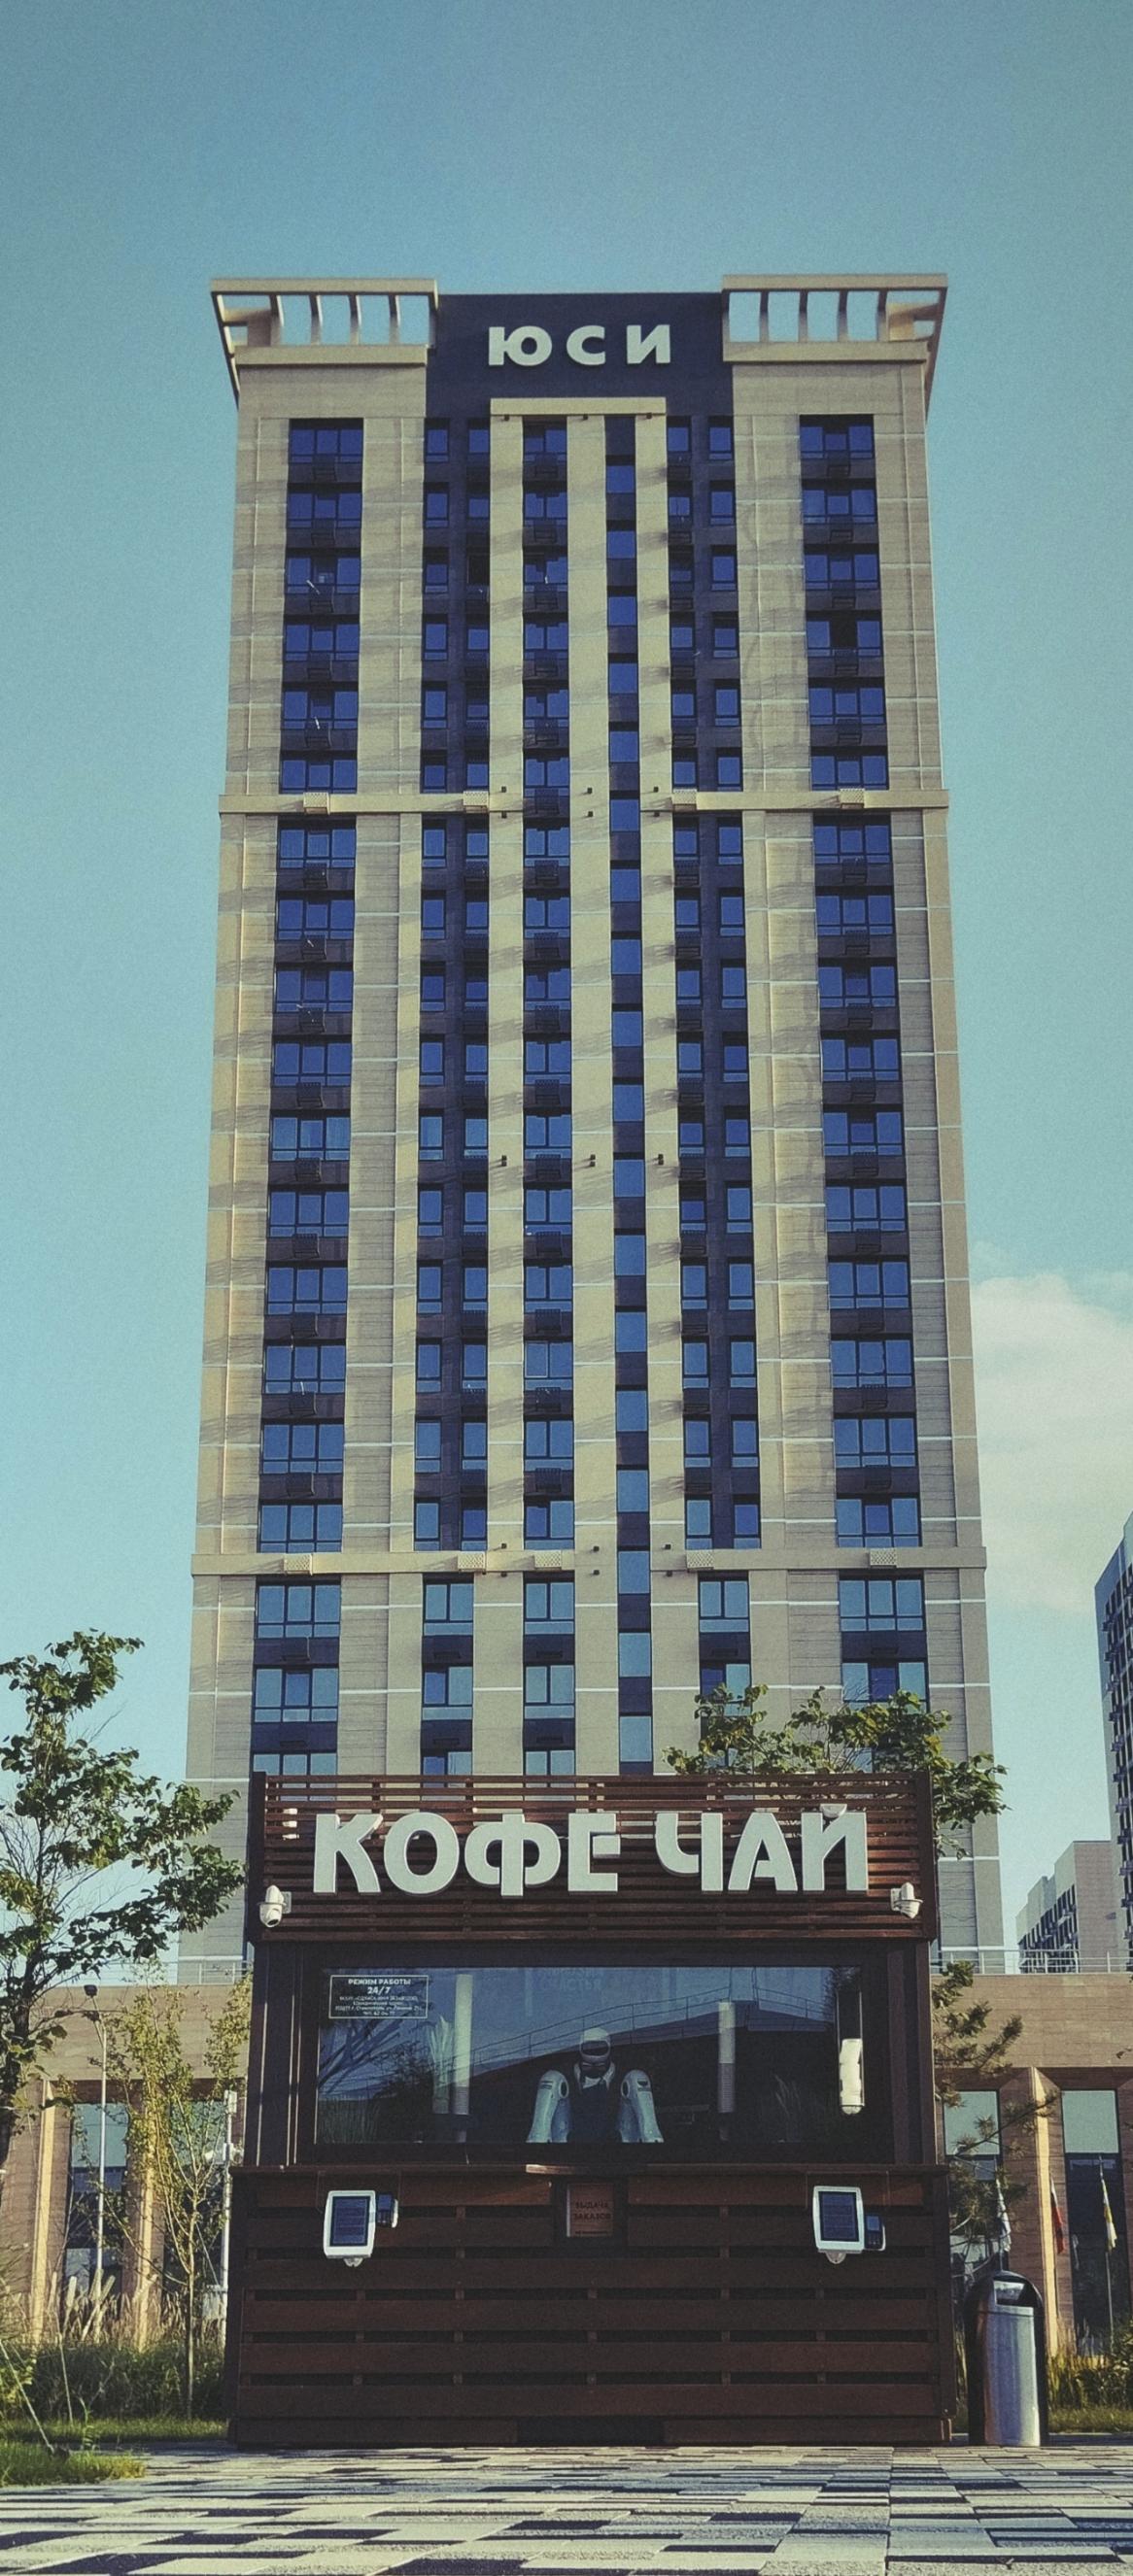 ЮСИ
КОФЕ ЧАЙ
РЕЖИМ РАБОТЫ
24/7
ВЫДАЧА
ЗАКАЗОВ